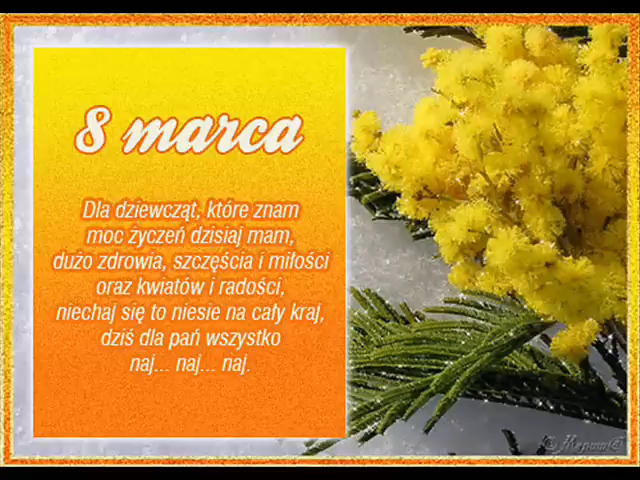 8 marca
Dla dziewcząt, które znam
moc życzeń dzisiaj mam,
dużo zdrowia, szczęścia i miłości
oraz kwiatów i radości,
niechaj się to niesie na cały kraj,
dziś dla pań wszystko
naj... naj... naj.